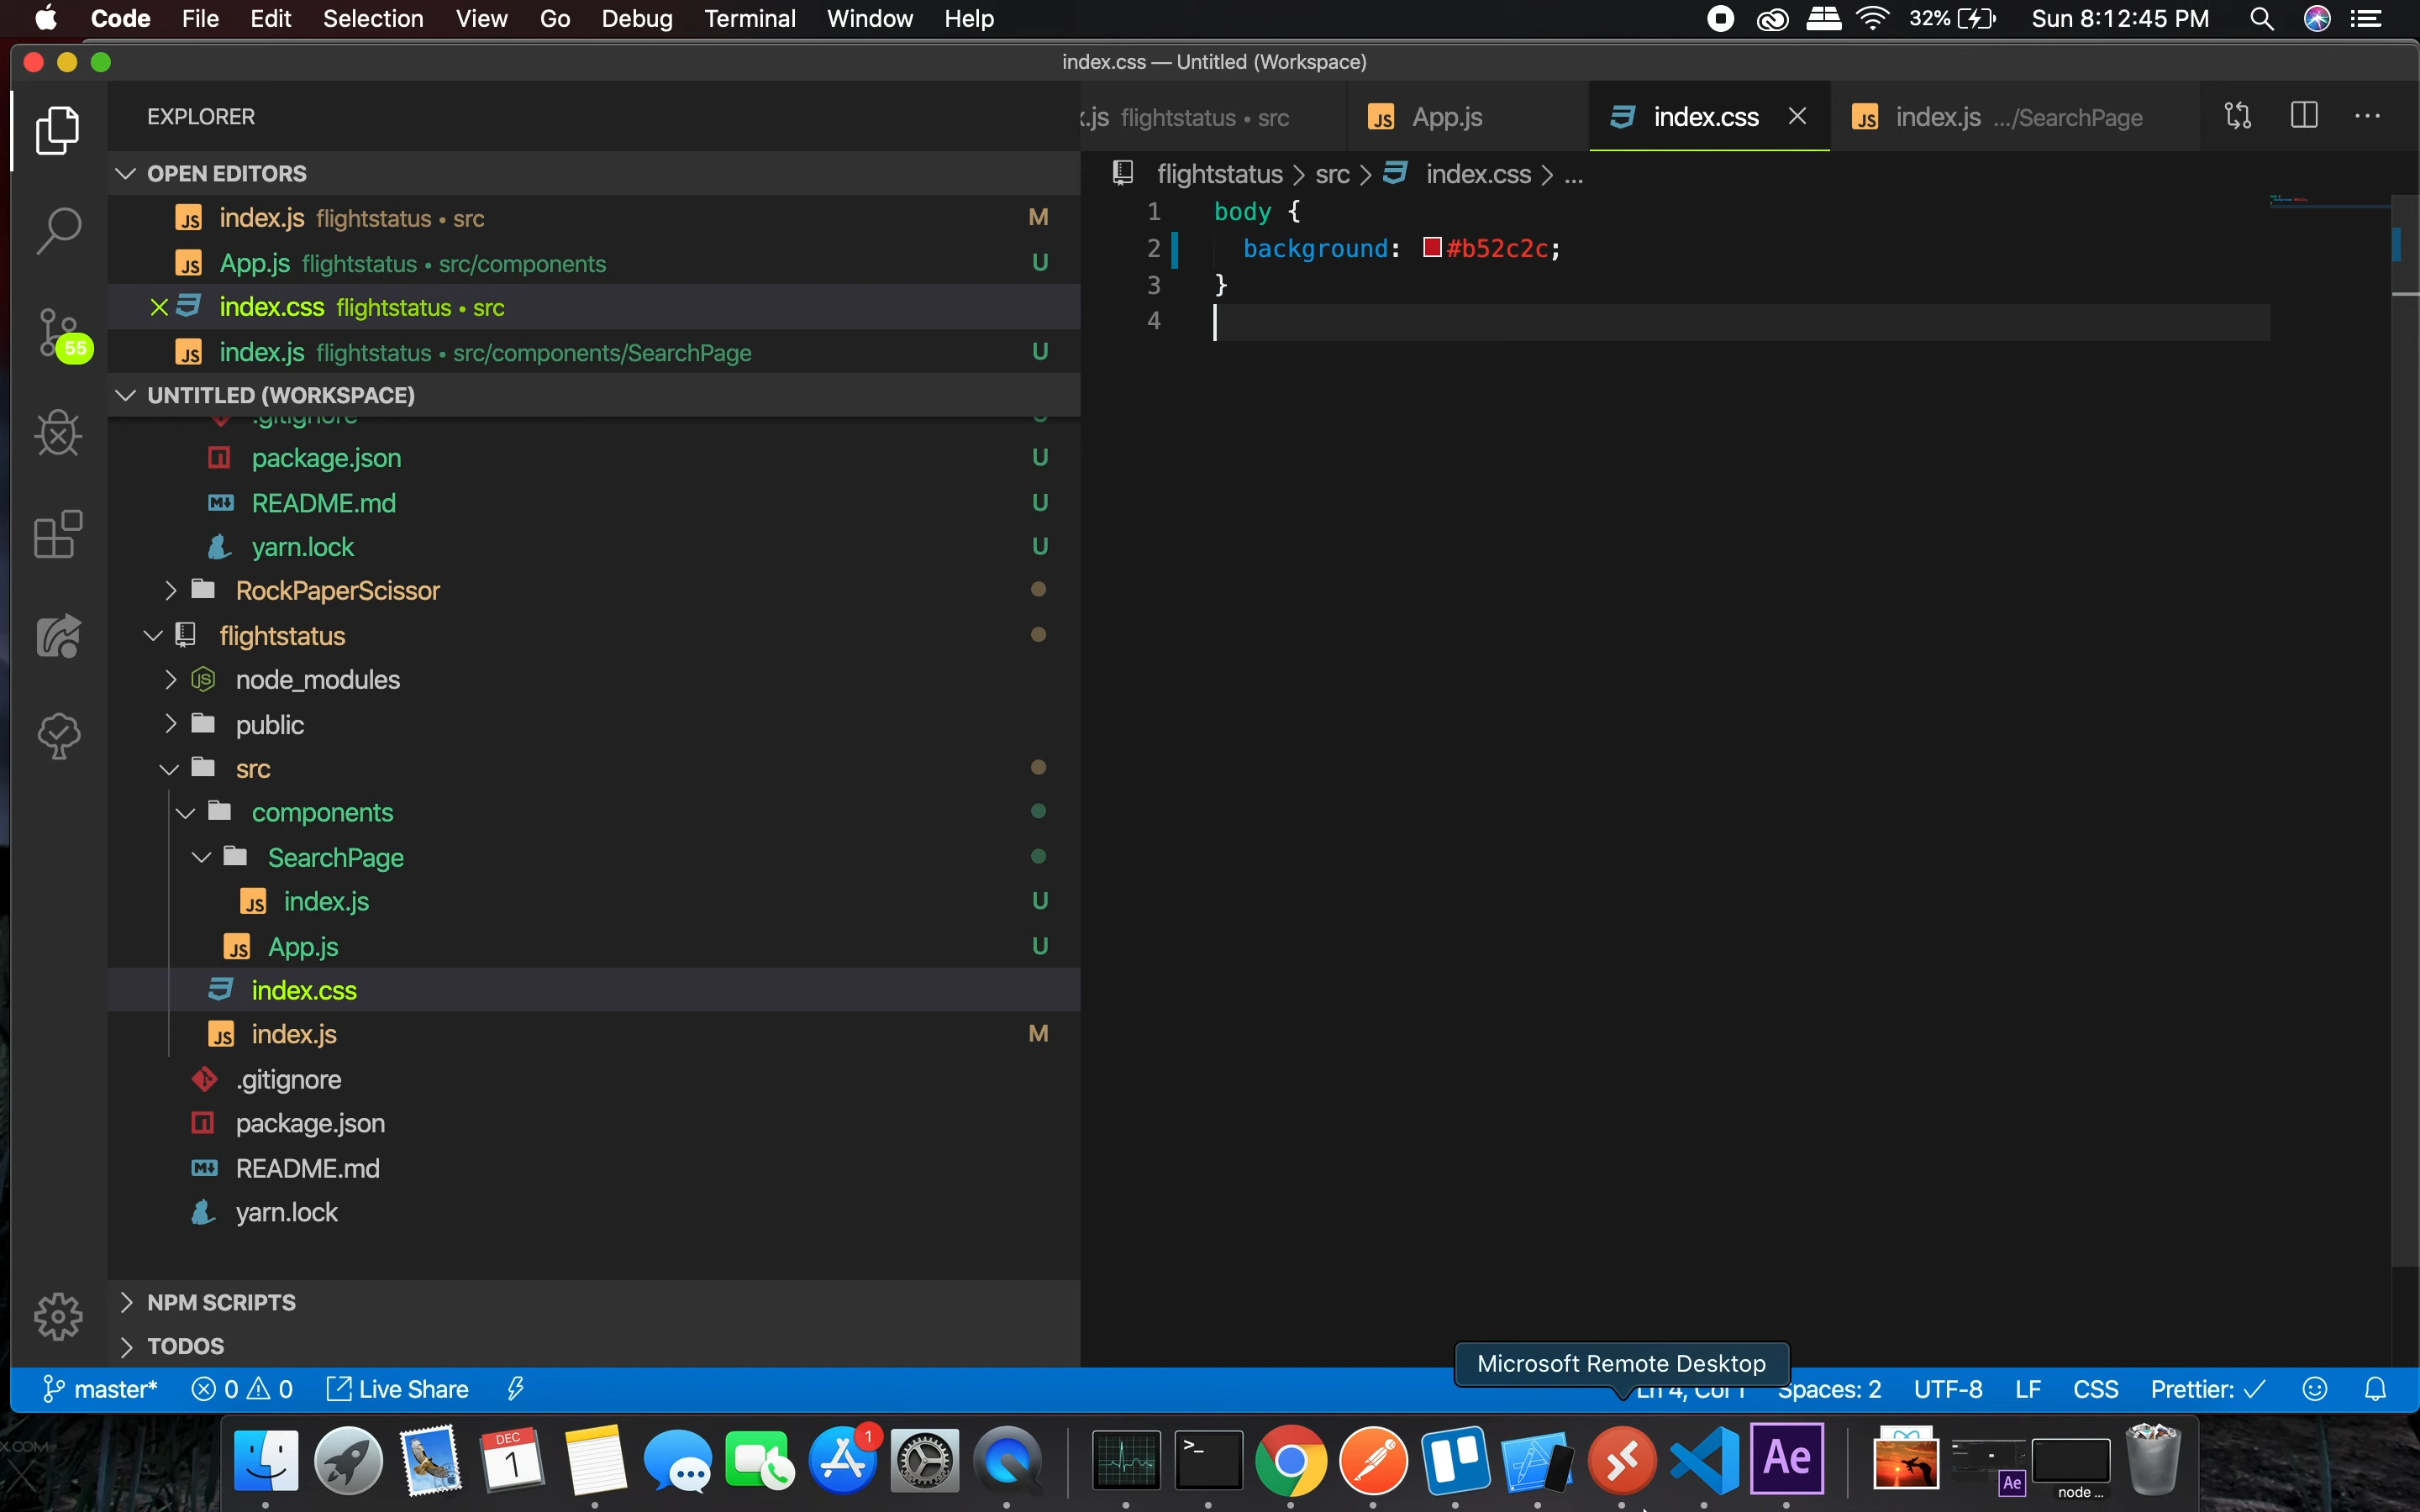 Code File Edit Selection View Go Debug Terminal Window Help 32% Sun 8:12:45 PM
index.css — Untitled (Workspace)
EXPLORER
.js flightstatus • src App.js index.css index.js .../SearchPage
OPEN EDITORS
flightstatus > src > index.css > ...
index.js flightstatus • src M
App.js flightstatus • src/components U
index.css flightstatus • src
index.js flightstatus • src/components/SearchPage U
1 body {
2 background: #b52c2c;
3 }
4
55
UNTITLED (WORKSPACE)
.gitignore U
package.json U
README.md U
yarn.lock U
RockPaperScissor
flightstatus
node_modules
public
src
components
SearchPage
index.js U
App.js U
index.css
index.js M
.gitignore
package.json
README.md
yarn.lock
NPM SCRIPTS
TODOS
Microsoft Remote Desktop
master* 0 0 Live Share Ln 4, Col 1 Spaces: 2 UTF-8 LF CSS Prettier: ✓
DEC
1
1
>_
Ae
Ae
node ...